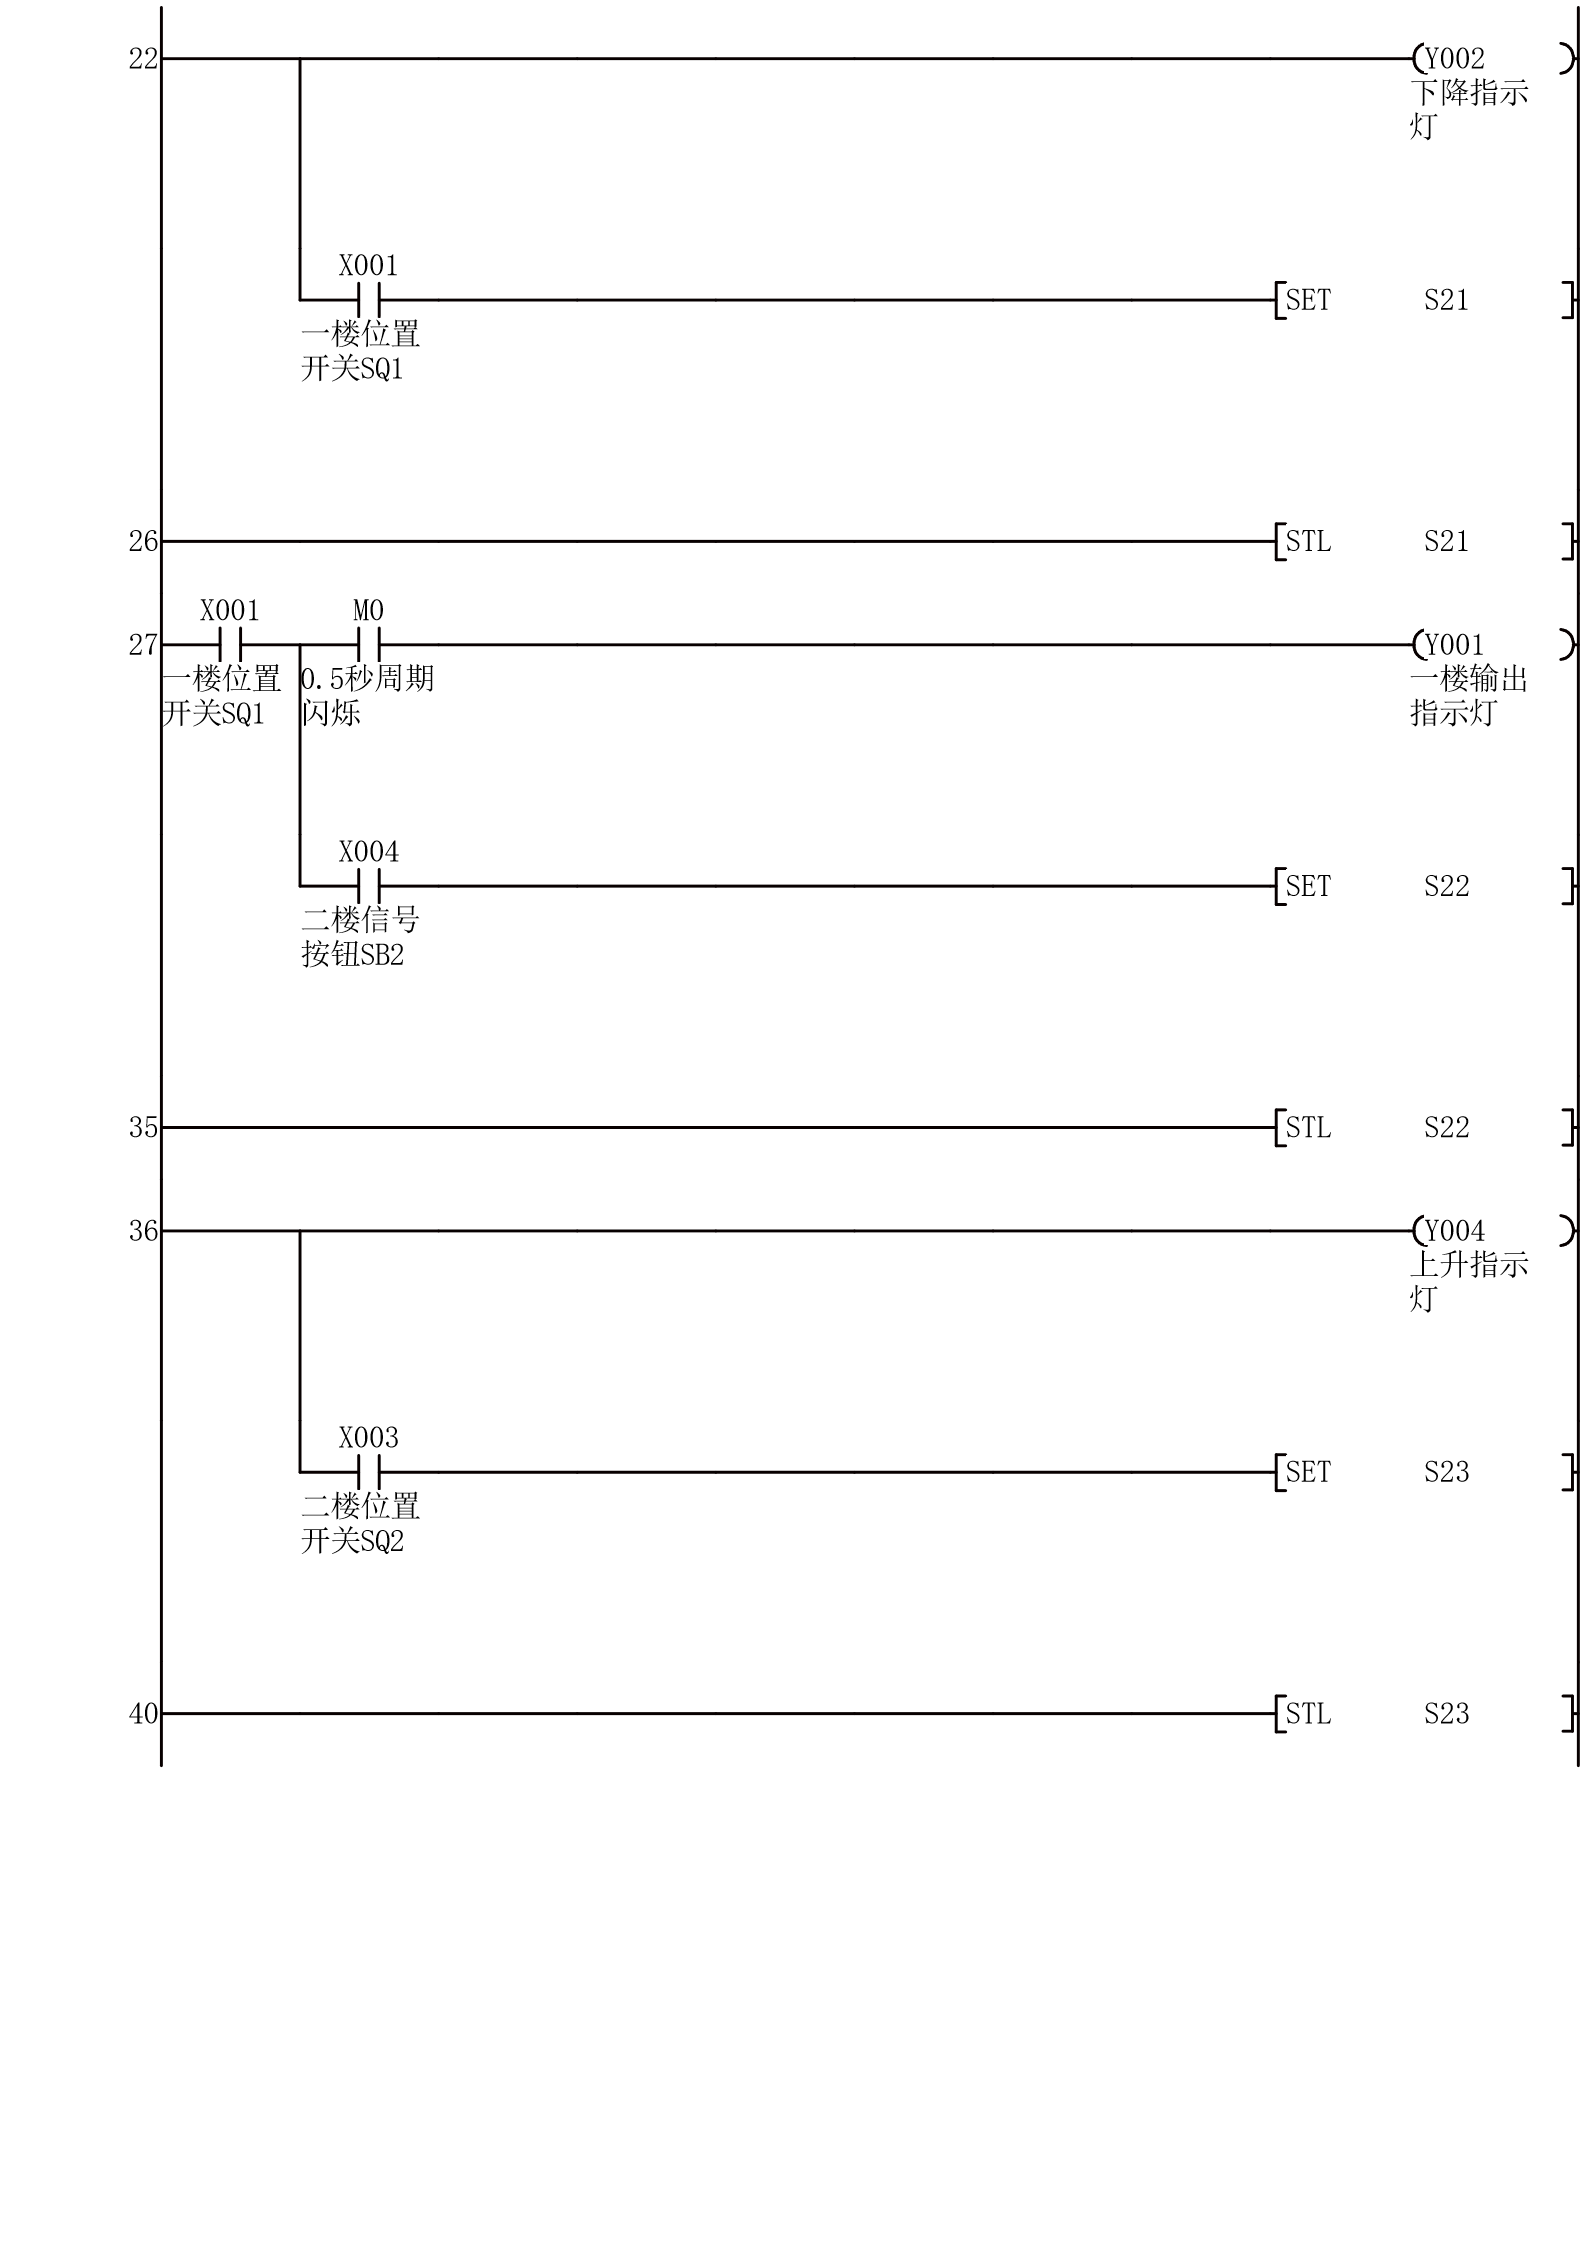 22 Y002
下降指示
灯
X001
SET S21
一楼位置
开关SQ1
26 STL S21
X001 M0
27 Y001
一楼位置 0.5秒周期 一楼输出
开关SQ1 闪烁 指示灯
X004
SET S22
二楼信号
按钮SB2
35 STL S22
36 Y004
上升指示
灯
X003
SET S23
二楼位置
开关SQ2
40 STL S23